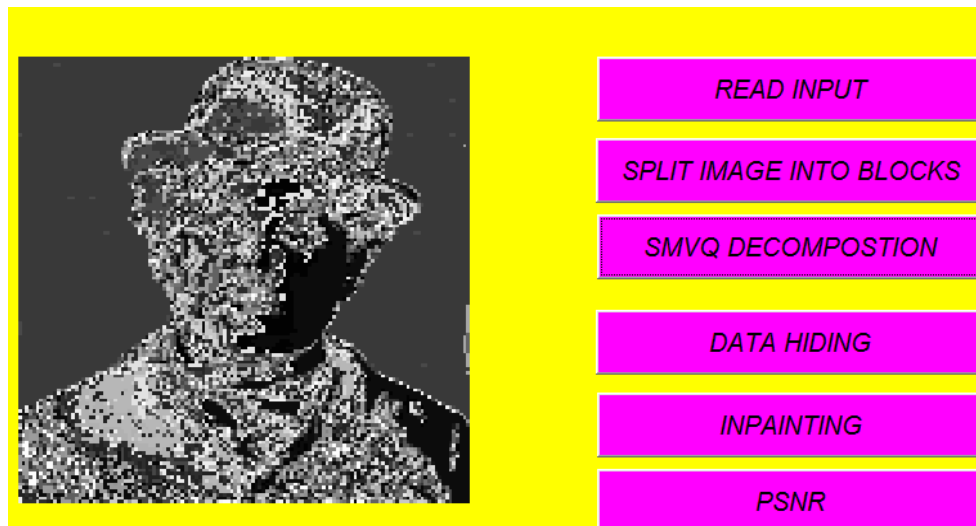 READ INPUT
SPLIT IMAGE INTO BLOCKS
SMVQ DECOMPOSTION
DATA HIDING
INPAINTING
PSNR